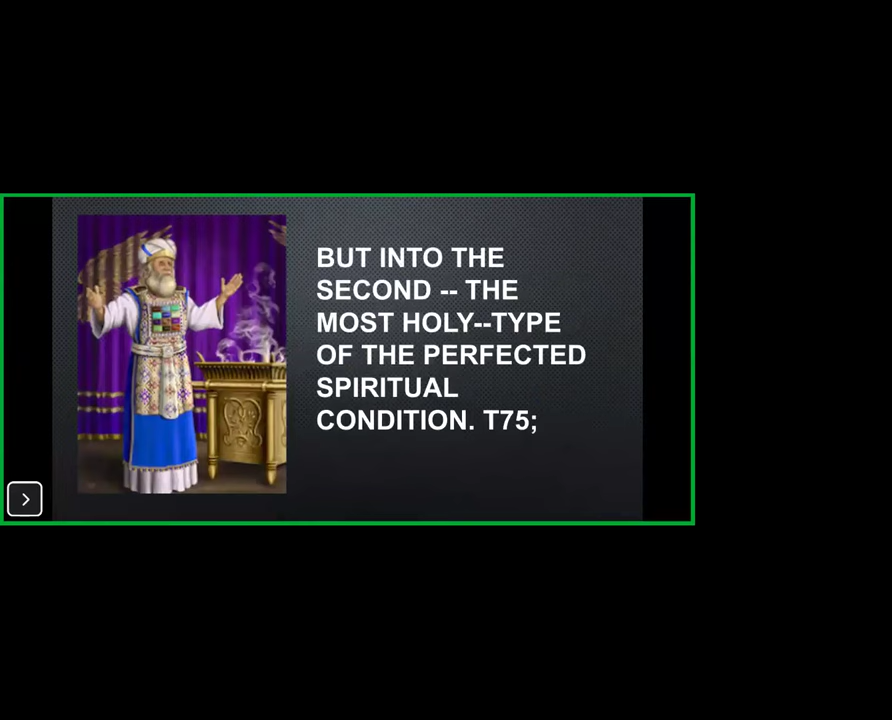 BUT INTO THE
SECOND -- THE
MOST HOLY--TYPE
OF THE PERFECTED
SPIRITUAL
CONDITION. T75;